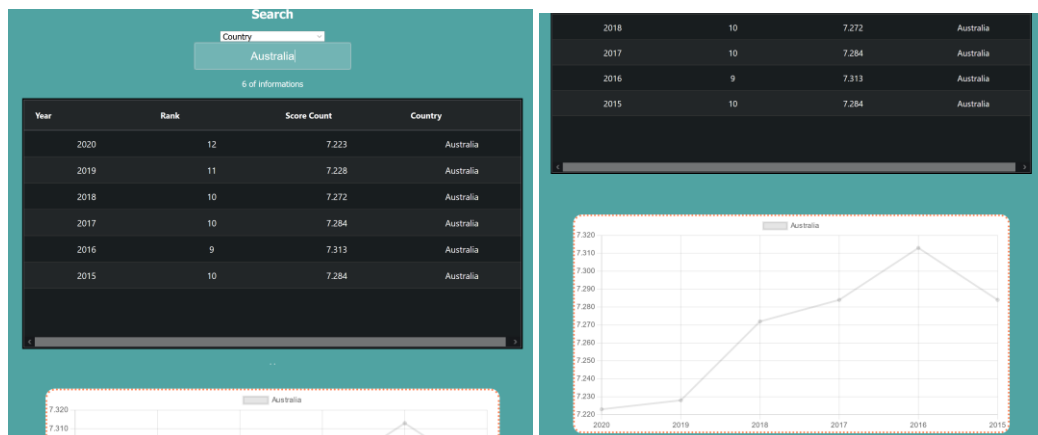 Search
Country
Australia
6 of informations
Year Rank Score Count Country
2020 12 7.223 Australia
2019 11 7.228 Australia
2018 10 7.272 Australia
2017 10 7.284 Australia
2016 9 7.313 Australia
2015 10 7.284 Australia
Australia
7.320
7.310
2018 10 7.272 Australia
2017 10 7.284 Australia
2016 9 7.313 Australia
2015 10 7.284 Australia
Australia
7.320
7.310
7.300
7.290
7.280
7.270
7.260
7.250
7.240
7.230
7.220
2020 2019 2018 2017 2016 2015